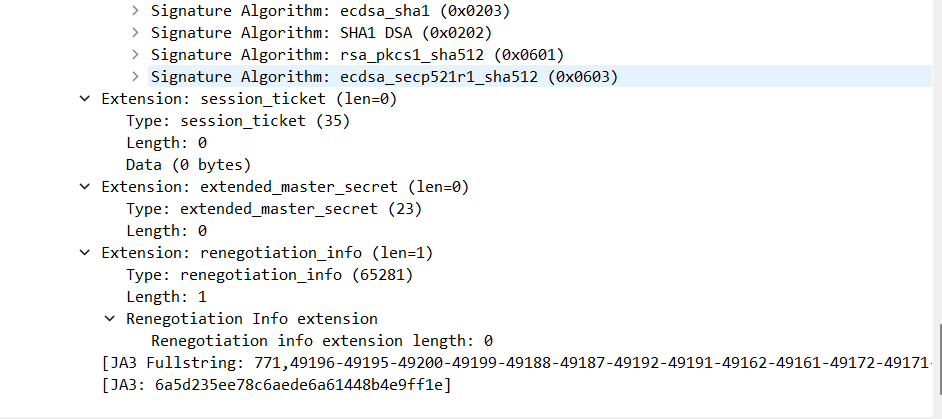 Signature Algorithm: ecdsa_sha1 (0x0203)
Signature Algorithm: SHA1 DSA (0x0202)
Signature Algorithm: rsa_pkcs1_sha512 (0x0601)
Signature Algorithm: ecdsa_secp521r1_sha512 (0x0603)
Extension: session_ticket (len=0)
Type: session_ticket (35)
Length: 0
Data (0 bytes)
Extension: extended_master_secret (len=0)
Type: extended_master_secret (23)
Length: 0
Extension: renegotiation_info (len=1)
Type: renegotiation_info (65281)
Length: 1
Renegotiation Info extension
Renegotiation info extension length: 0
[JA3 Fullstring: 771,49196-49195-49200-49199-49188-49187-49192-49191-49162-49161-49172-49171-
[JA3: 6a5d235ee78c6aede6a61448b4e9ff1e]